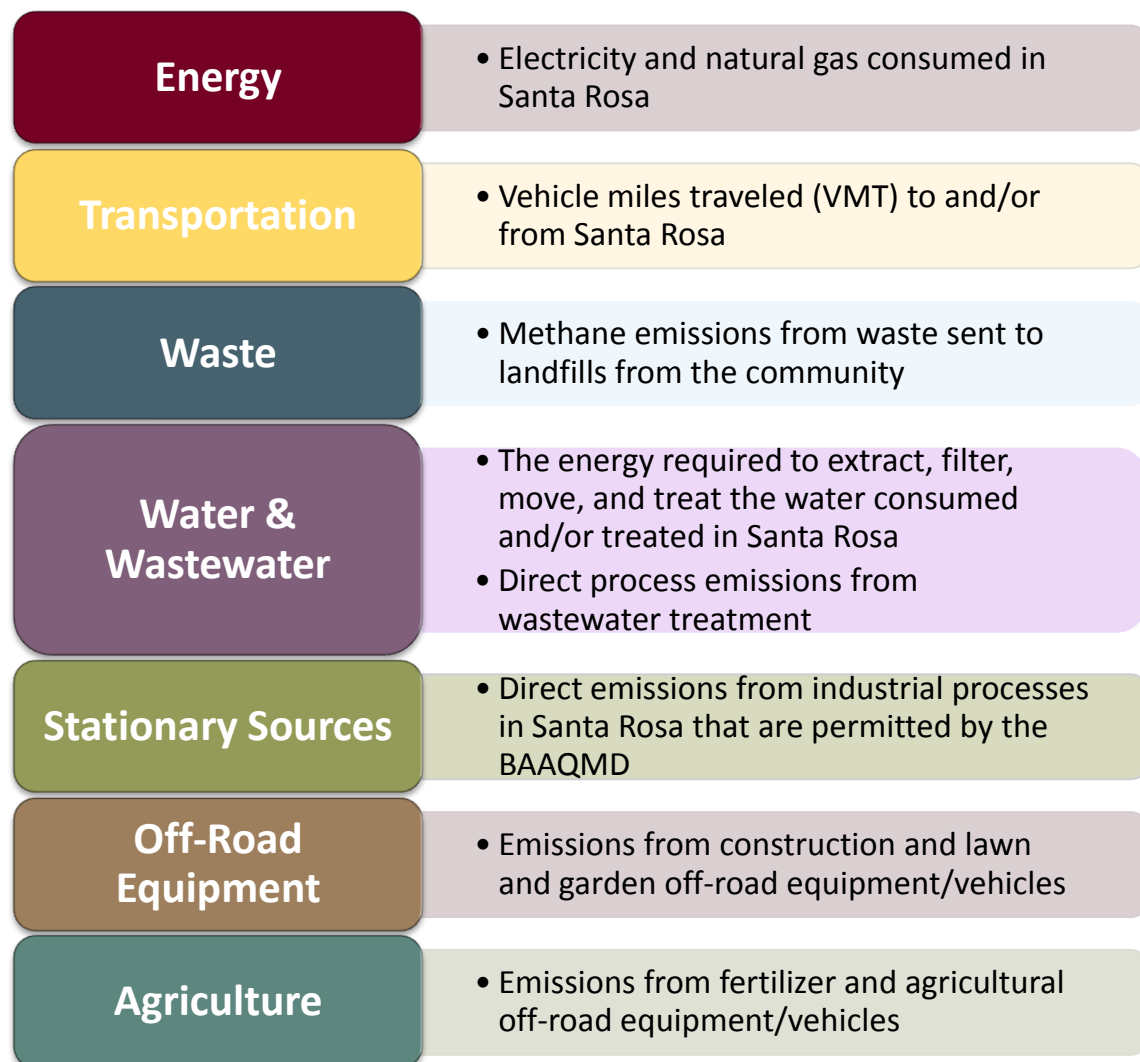 Energy
• Electricity and natural gas consumed in
Santa Rosa
Transportation
• Vehicle miles traveled (VMT) to and/or
from Santa Rosa
Waste
• Methane emissions from waste sent to
landfills from the community
Water &
Wastewater
• The energy required to extract, filter,
move, and treat the water consumed
and/or treated in Santa Rosa
• Direct process emissions from
wastewater treatment
Stationary Sources
• Direct emissions from industrial processes
in Santa Rosa that are permitted by the
BAAQMD
Off-Road
Equipment
• Emissions from construction and lawn
and garden off-road equipment/vehicles
Agriculture
• Emissions from fertilizer and agricultural
off-road equipment/vehicles